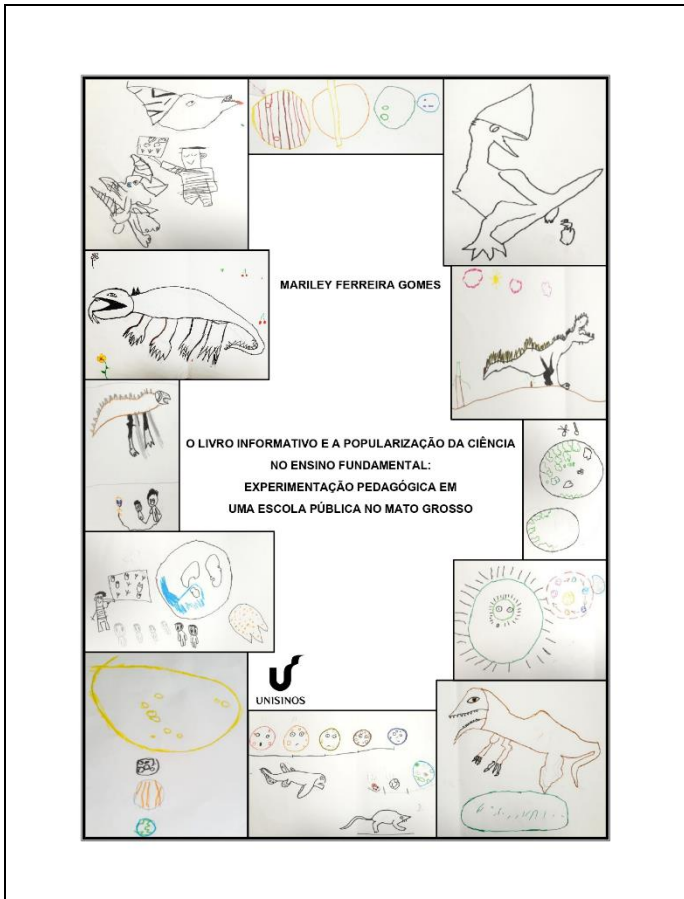 MARILEY FERREIRA GOMES
O LIVRO INFORMATIVO E A POPULARIZAÇÃO DA CIÊNCIA
NO ENSINO FUNDAMENTAL:
EXPERIMENTAÇÃO PEDAGÓGICA EM
UMA ESCOLA PÚBLICA NO MATO GROSSO
UNISINOS